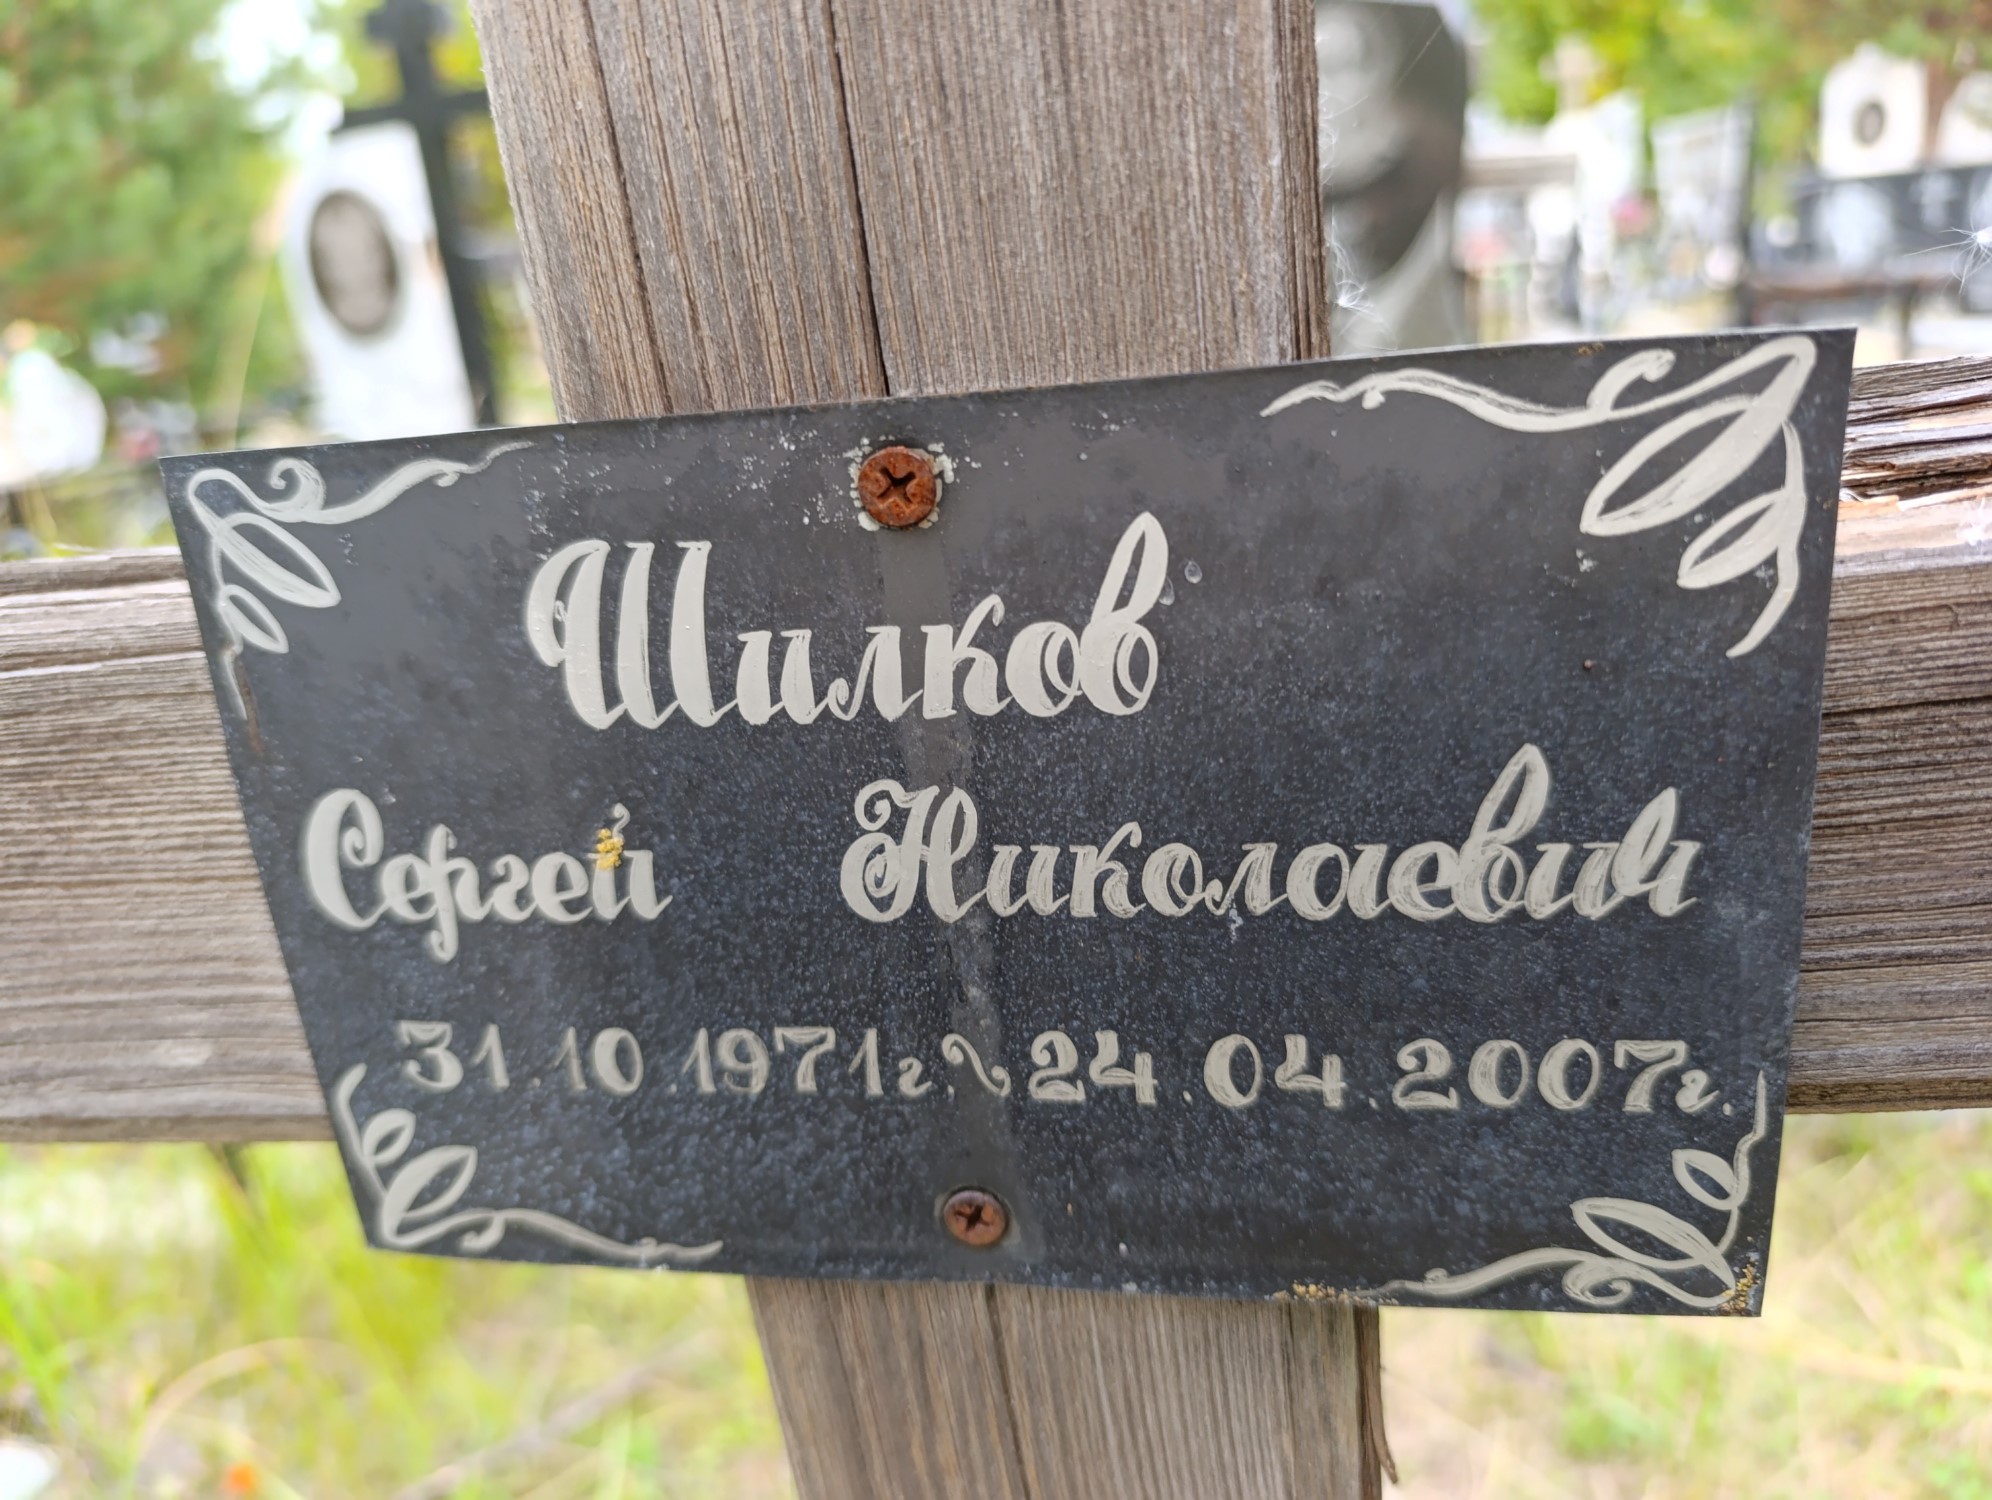 Шилков
Сергей Николаевич
31.10.1971г. ~ 24.04.2007г.